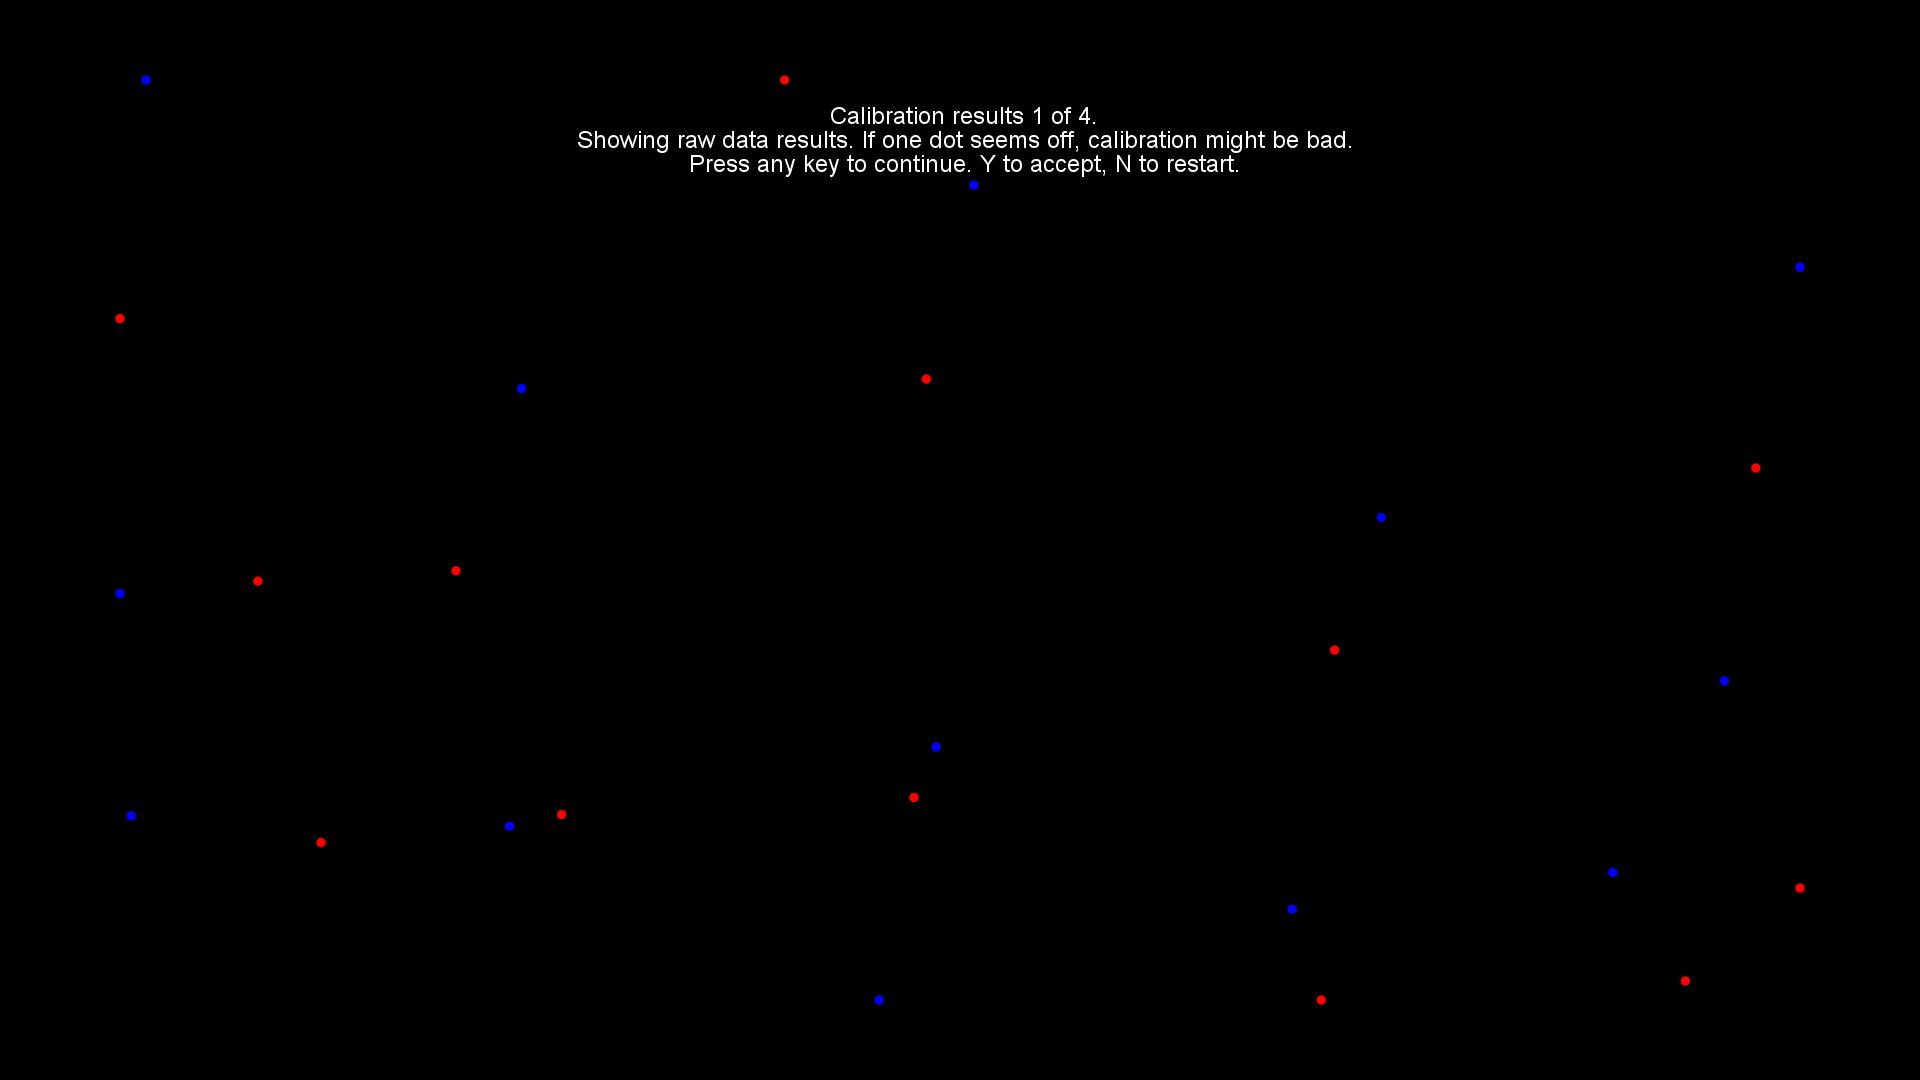 Calibration results 1 of 4.
Showing raw data results. If one dot seems off, calibration might be bad.
Press any key to continue. Y to accept, N to restart.